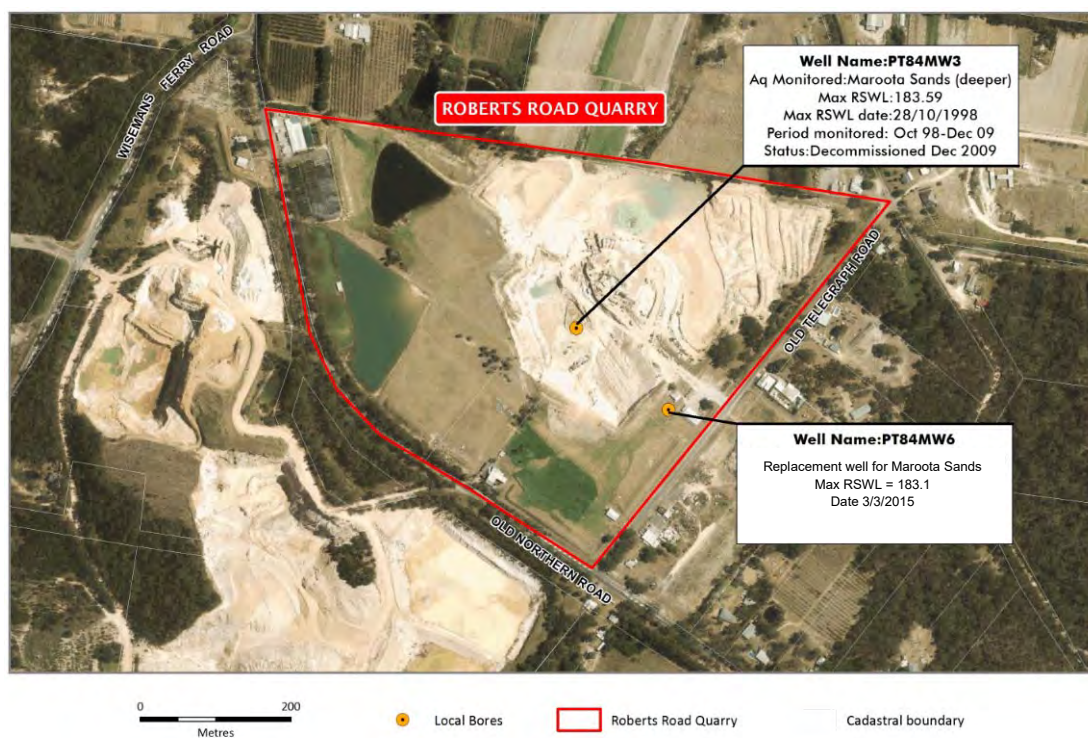 WISEMANS FERRY ROAD
ROBERTS ROAD QUARRY
Well Name:PT84MW3
Aq Monitored:Maroota Sands (deeper)
Max RSWL:183.59
Max RSWL date:28/10/1998
Period monitored: Oct 98-Dec 09
Status:Decommissioned Dec 2009
OLD TELEGRAPH ROAD
Well Name:PT84MW6
Replacement well for Maroota Sands
Max RSWL = 183.1
Date 3/3/2015
OLD NORTHERN ROAD
0 200
Metres
Local Bores
Roberts Road Quarry
Cadastral boundary